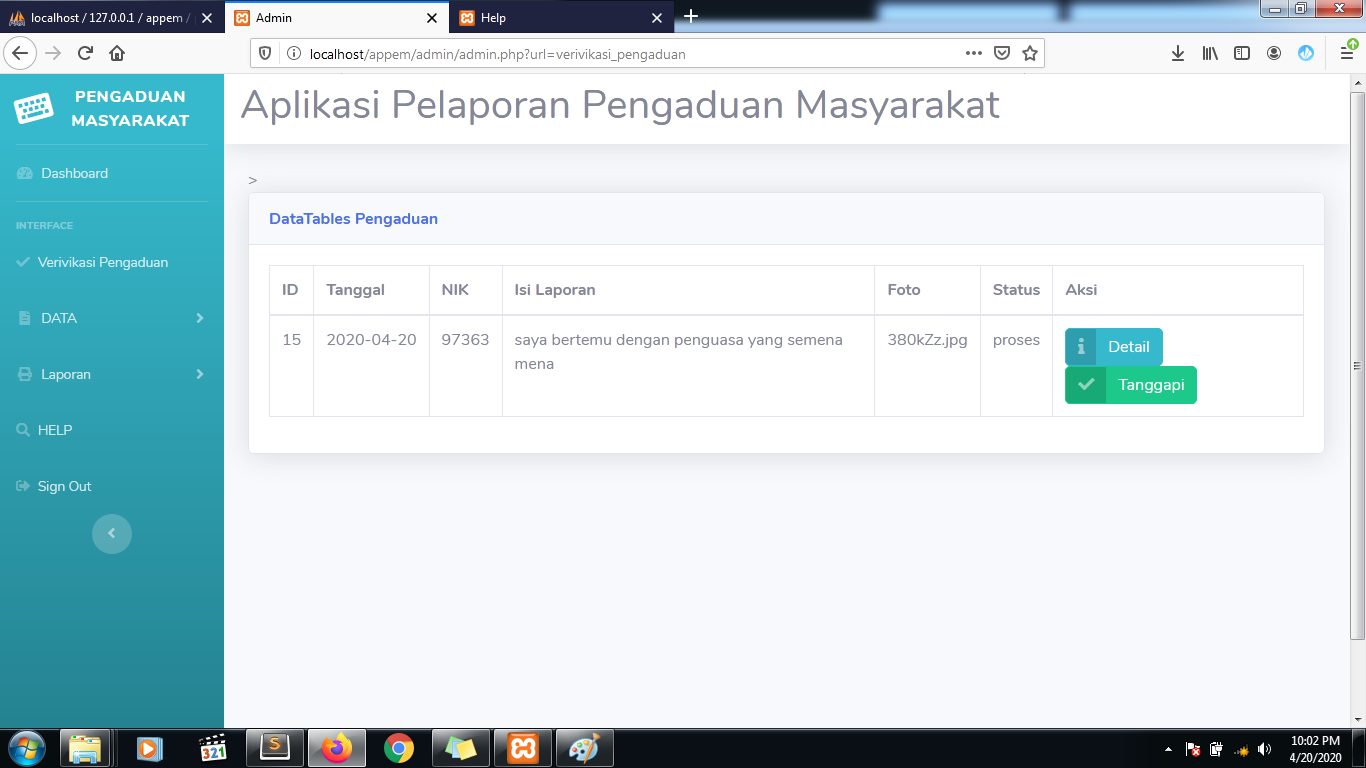 localhost / 127.0.0.1 / appem /
Admin
Help
localhost/appem/admin/admin.php?url=verivikasi_pengaduan
PENGADUAN
MASYARAKAT
Dashboard
INTERFACE
Verivikasi Pengaduan
DATA
Laporan
HELP
Sign Out
Aplikasi Pelaporan Pengaduan Masyarakat
>
DataTables Pengaduan
ID Tanggal NIK Isi Laporan Foto Status Aksi
15 2020-04-20 97363 saya bertemu dengan penguasa yang semena 380kZz.jpg proses Detail
mena
Tanggapi
321
S
10:02 PM
4/20/2020